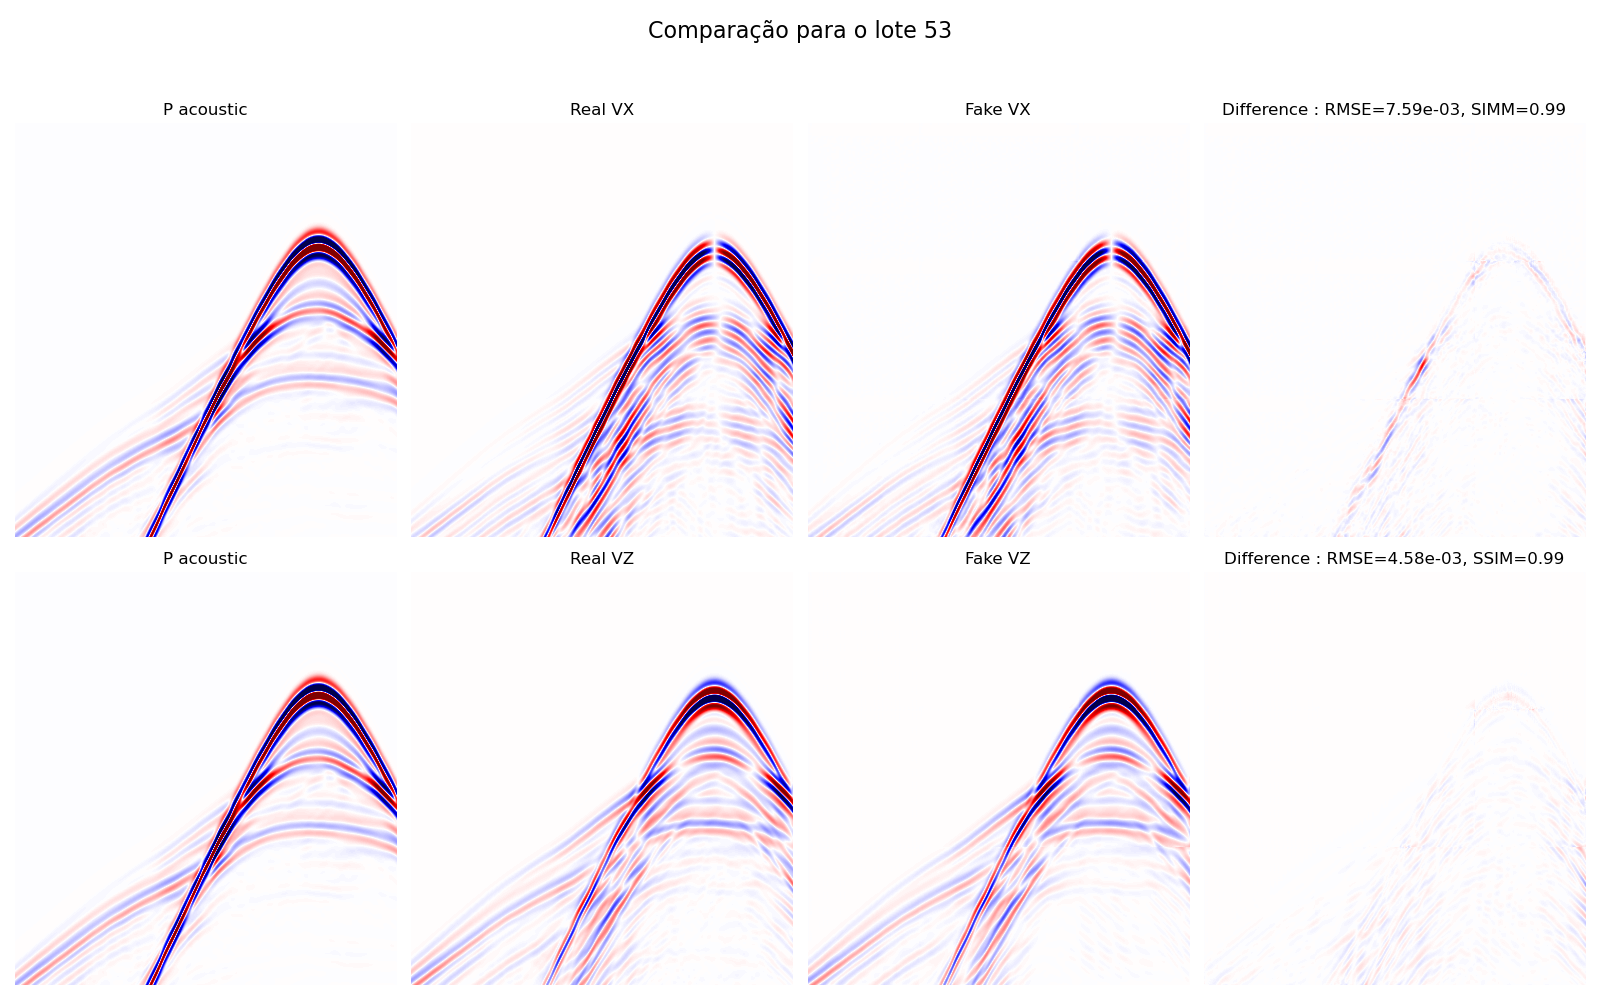 Comparação para o lote 53
P acoustic
Real VX
Fake VX
Difference : RMSE=7.59e-03, SIMM=0.99
P acoustic
Real VZ
Fake VZ
Difference : RMSE=4.58e-03, SSIM=0.99